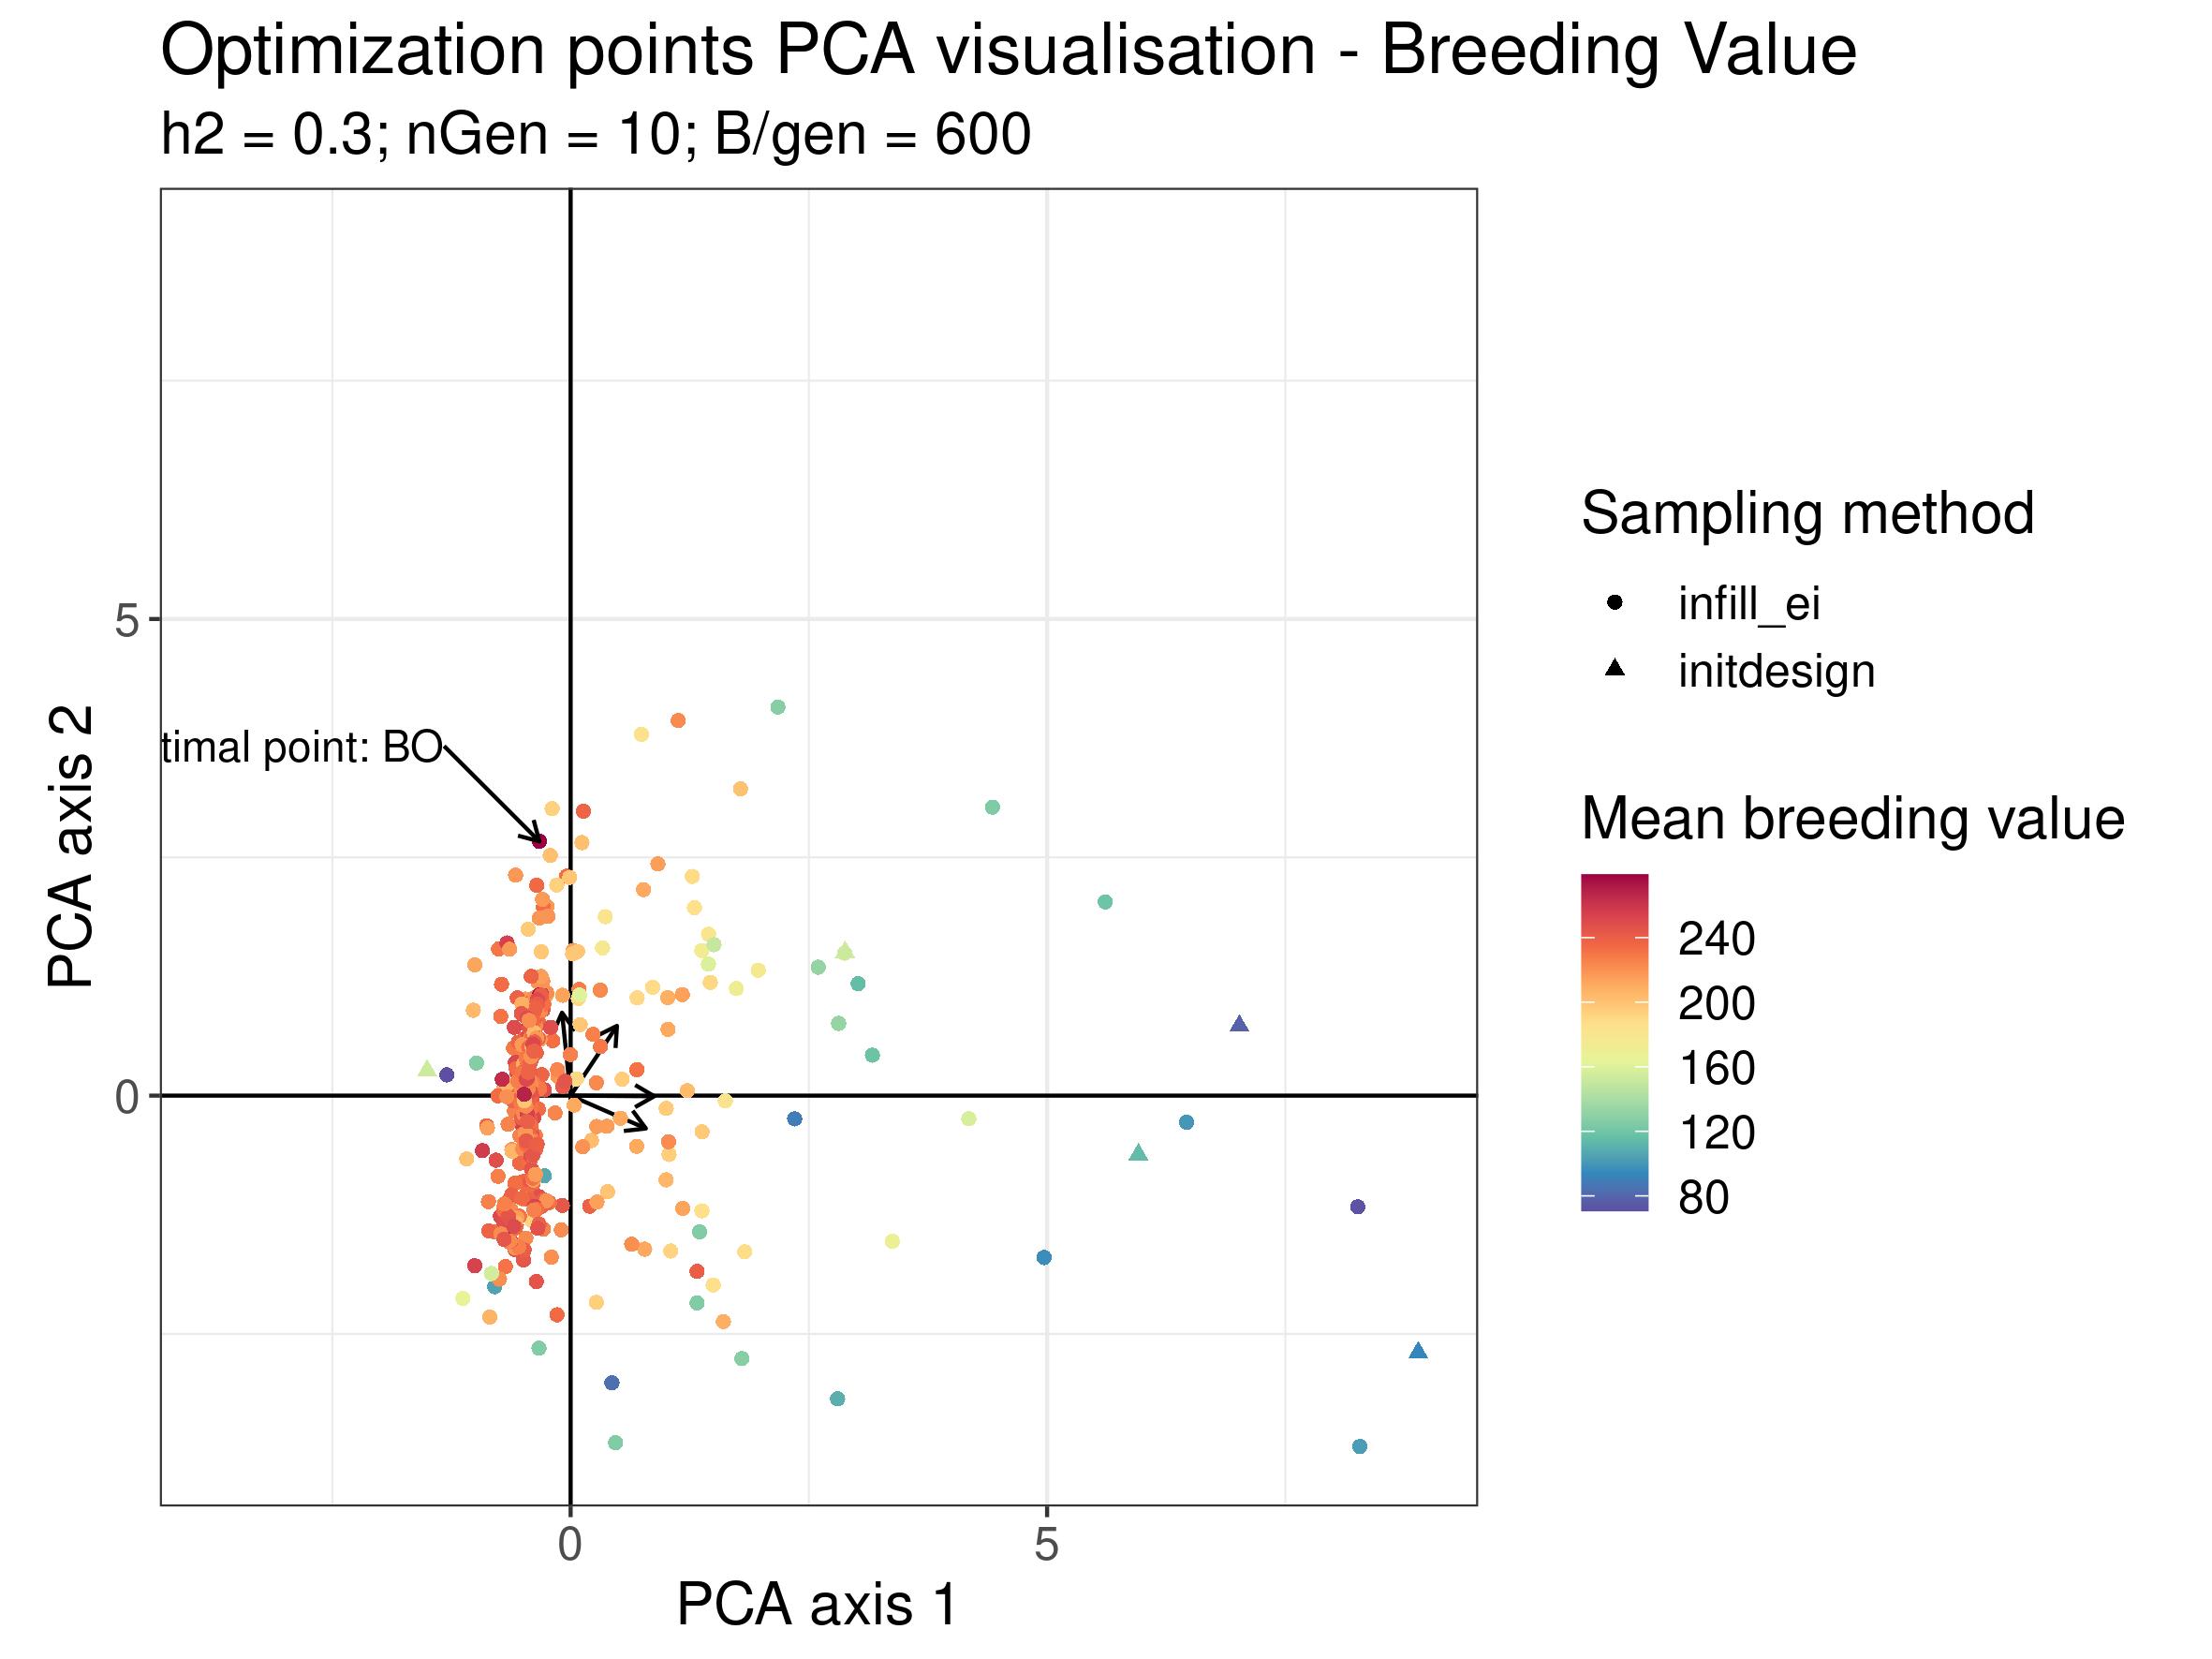 Optimization points PCA visualisation - Breeding Value
h2 = 0.3; nGen = 10; B/gen = 600
Sampling method
infill_ei
initdesign
Mean breeding value
240
200
160
120
80
timal point: BO
PCA axis 2
5
0
0
5
PCA axis 1